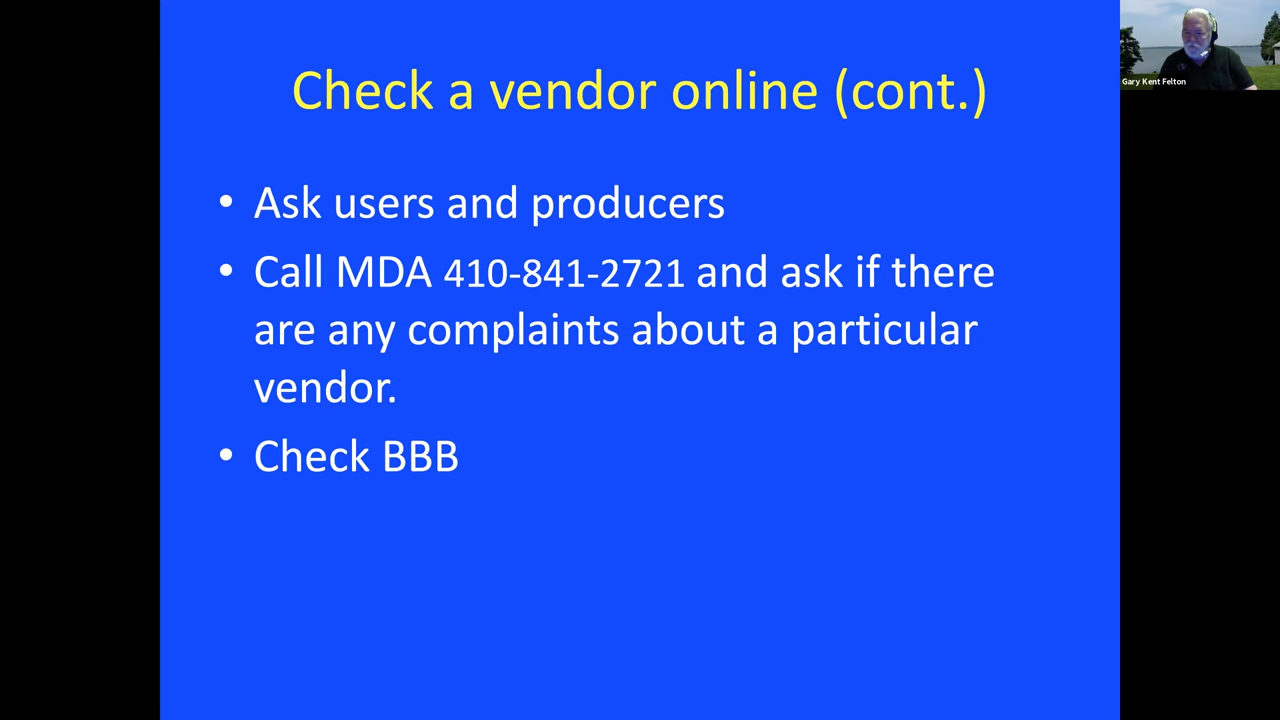 Check a vendor online (cont.)
Gary Kent Felton
• Ask users and producers
• Call MDA 410-841-2721 and ask if there
are any complaints about a particular
vendor.
• Check BBB